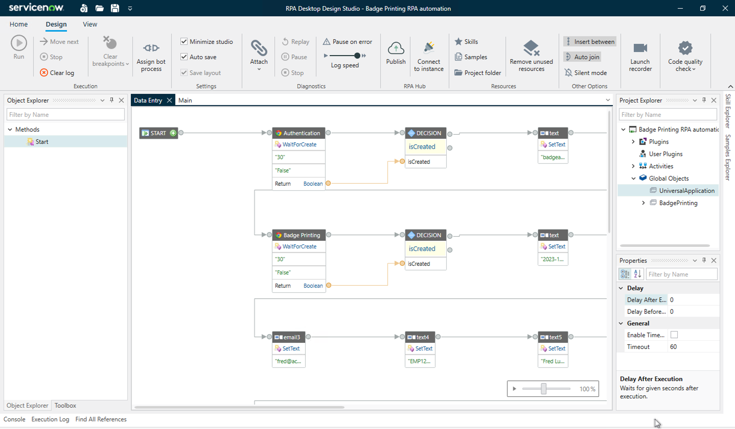 servicenow
RPA Desktop Design Studio - Badge Printing RPA automation
Home Design View
Run
Move next
Stop
Clear log
Clear breakpoints
Assign bot process
Execution
Minimize studio
Auto save
Save layout
Settings
Attach
Replay
Pause
Stop
Pause on error
Log speed
Diagnostics
Publish
Connect to instance
RPA Hub
Skills
Samples
Project folder
Remove unused resources
Resources
Insert between
Auto join
Silent mode
Other Options
Launch recorder
Code quality check
Object Explorer
Filter by Name
Methods
Start
Object Explorer Toolbox
Data Entry
Main
START
Authentication
WaitForCreate
"30"
"False"
Return Boolean
DECISION
isCreated
isCreated
text
SetText
"badgea...
Badge Printing
WaitForCreate
"30"
"False"
Return Boolean
DECISION
isCreated
isCreated
text
SetText
"2023-1...
email3
SetText
"fred@ac...
text4
SetText
"EMP12...
text5
SetText
"Fred Lu...
100 %
Project Explorer
Filter by Name
Badge Printing RPA automatio
Plugins
User Plugins
Activities
Global Objects
UniversalApplication
BadgePrinting
Properties
Filter by Name
Delay
Delay After E... 0
Delay Before... 0
General
Enable Time...
Timeout 60
Delay After Execution
Waits for given seconds after
execution.
Skill Explorer
Samples Explorer
Console Execution Log Find All References